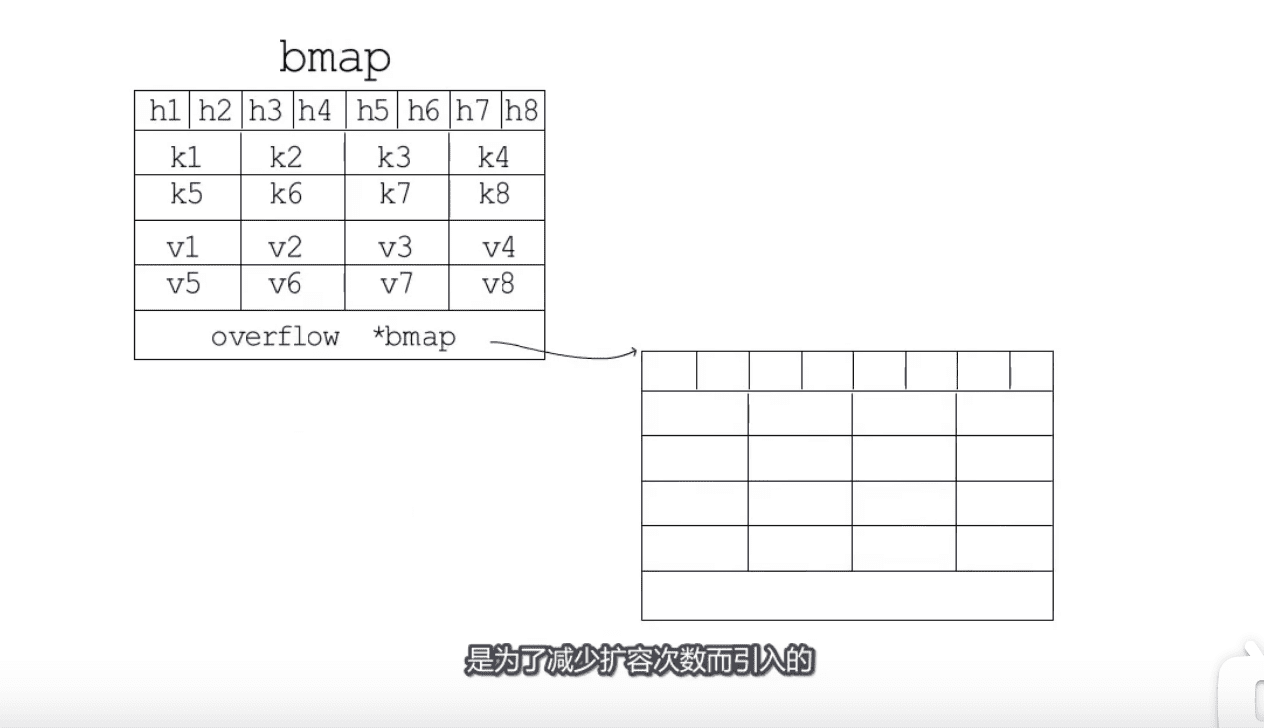 bmap
h1 h2 h3 h4 h5 h6 h7 h8
k1 k2 k3 k4
k5 k6 k7 k8
v1 v2 v3 v4
v5 v6 v7 v8
overflow *bmap
是为了减少扩容次数而引入的